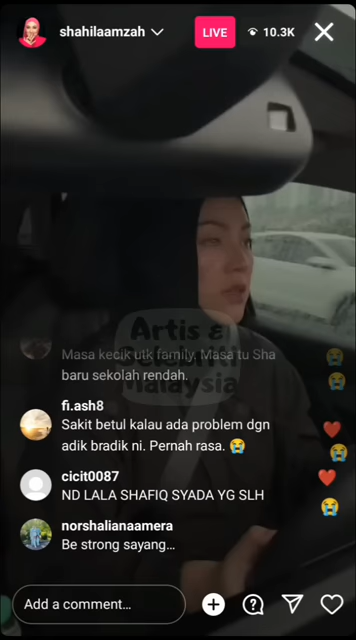 shahilaamzah
LIVE
10.3K
Artis &
Selebriti
Malaysia
Masa kecik utk family. Masa tu Sha
baru sekolah rendah.
fi.ash8
Sakit betul kalau ada problem dgn
adik bradik ni. Pernah rasa. 😭
cicit0087
ND LALA SHAFIQ SYADA YG SLH
norshalianaamera
Be strong sayang...
Add a comment...